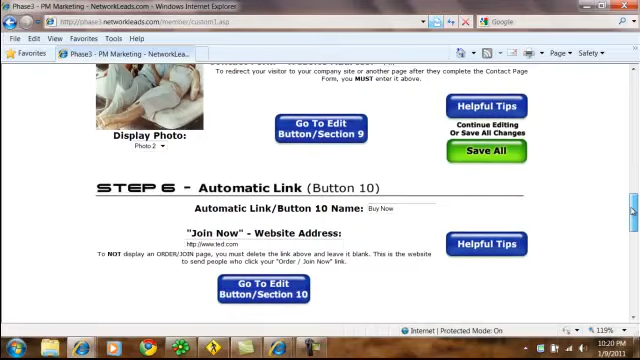 Phase3 - PM Marketing - NetworkLeads.com - Windows Internet Explorer
http://phase3.networkleads.com/member/custom1.asp
Google
File Edit View Favorites Tools Help
Favorites
Phase3 - PM Marketing - NetworkLea...
Page Safety
To redirect your visitor to your company site or another page after they complete the Contact Page
Form, you MUST enter it above.
Display Photo:
Photo 2
Go To Edit
Button/Section 9
Helpful Tips
Continue Editing
Or Save All Changes
Save All
STEP 6 - Automatic Link (Button 10)
Automatic Link/Button 10 Name:
Buy Now
"Join Now" - Website Address:
http://www.ted.com
To NOT display an ORDER/JOIN page, you must delete the link above and leave it blank. This is the website
to send people who click your "Order / Join Now" link.
Helpful Tips
Go To Edit
Button/Section 10
Internet | Protected Mode: On
119%
10:20 PM
1/9/2011